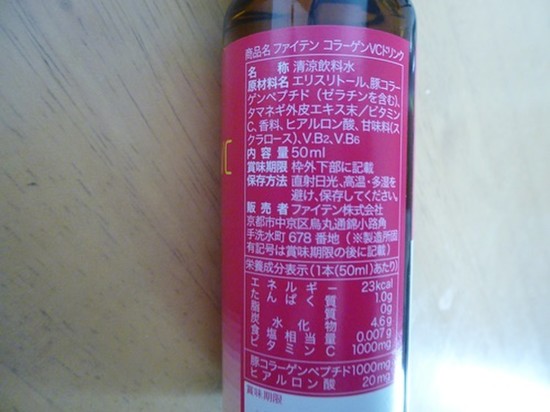 商品名 ファイテン コラーゲンVCドリンク
名称 清涼飲料水
原材料名 エリスリトール、豚コラー
ゲンペプチド(ゼラチンを含む)、
タマネギ外皮エキス末/ビタミン
C、香料、ヒアルロン酸、甘味料(ス
クラロース)、V.B2、V.B6
内容量 50ml
賞味期限 枠外下部に記載
保存方法 直射日光、高温・多湿を
避け、保存してください。
販売者 ファイテン株式会社
京都市中京区烏丸通錦小路角
手洗水町678番地(※製造所固
有記号は賞味期限の後に記載)
栄養成分表示(1本(50ml)あたり)
エネルギー 23kcal
たんぱく質 1.0g
脂質 0g
炭水化物 4.6g
食塩相当量 0.007g
ビタミンC 1000mg
豚コラーゲンペプチド 1000mg
ヒアルロン酸 20mg
賞味期限